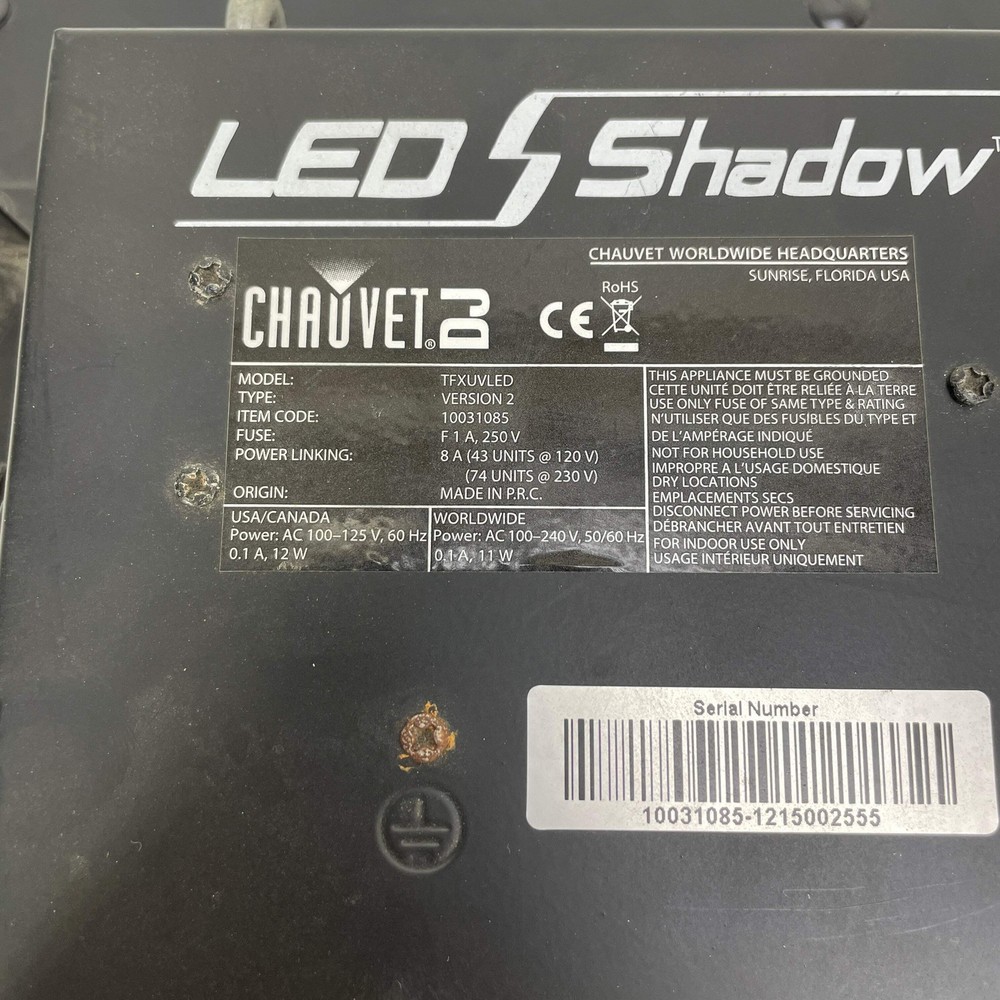 LED Shadow™
CHAUVET WORLDWIDE HEADQUARTERS
SUNRISE, FLORIDA USA
CHAUVET® DJ
CE
RoHS
MODEL: TFXUVLED
TYPE: VERSION 2
ITEM CODE: 10031085
FUSE: F 1 A, 250 V
POWER LINKING: 8 A (43 UNITS @ 120 V)
(74 UNITS @ 230 V)
ORIGIN: MADE IN P.R.C.
USA/CANADA
Power: AC 100–125 V, 60 Hz
0.1 A, 12 W
WORLDWIDE
Power: AC 100–240 V, 50/60 Hz
0.1 A, 11 W
THIS APPLIANCE MUST BE GROUNDED
CETTE UNITÉ DOIT ÊTRE RELIÉE À LA TERRE
USE ONLY FUSE OF SAME TYPE & RATING
N'UTILISER QUE DES FUSIBLES DU TYPE ET
DE L'AMPÉRAGE INDIQUÉ
NOT FOR HOUSEHOLD USE
IMPROPRE A L'USAGE DOMESTIQUE
DRY LOCATIONS
EMPLACEMENTS SECS
DISCONNECT POWER BEFORE SERVICING
DÉBRANCHER AVANT TOUT ENTRETIEN
FOR INDOOR USE ONLY
USAGE INTÉRIEUR UNIQUEMENT
Serial Number
10031085-1215002555